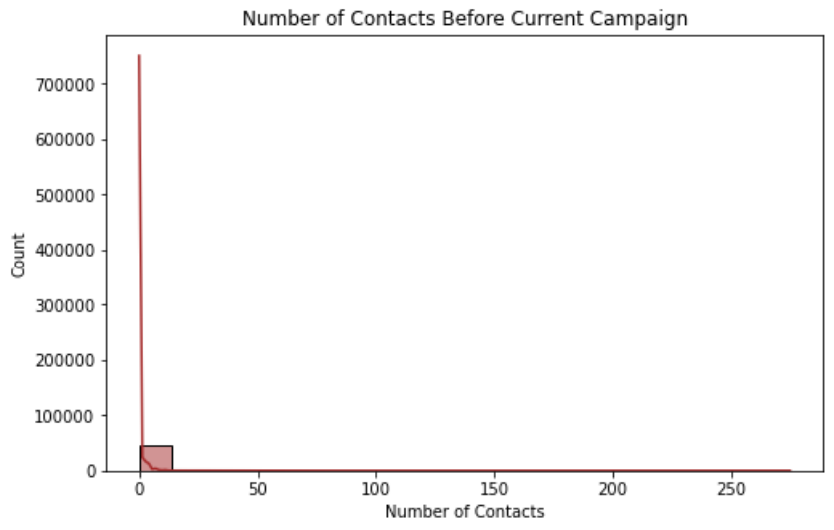 Number of Contacts Before Current Campaign
700000
600000
500000
400000
300000
200000
100000
0
Count
0 50 100 150 200 250
Number of Contacts